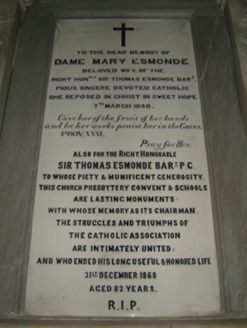 TO THE DEAR MEMORY OF
DAME MARY ESMONDE
BELOVED WIFE OF THE
RIGHT HONBLE SIR THOMAS ESMONDE BART.
PIOUS SINCERE DEVOTED CATHOLIC
SHE REPOSED IN CHRIST IN SWEET HOPE
7TH MARCH 1840.
Give her of the fruit of her hands
and let her works praise her in the Gates.
PROV. XXXI.
Pray for Her.
ALSO FOR THE RIGHT HONORABLE
SIR THOMAS ESMONDE BART P.C.
TO WHOSE PIETY & MUNIFICENT GENEROSITY.
THIS CHURCH PRESBYTERY CONVENT & SCHOOLS
ARE LASTING MONUMENTS
WITH WHOSE MEMORY AS ITS CHAIRMAN.
THE STRUGGLES AND TRIUMPHS OF
THE CATHOLIC ASSOCIATION
ARE INTIMATELY UNITED:
AND WHO ENDED HIS LONG USEFUL & HONORED LIFE
31ST DECEMBER 1868
AGED 82 YEARS.
R.I.P.